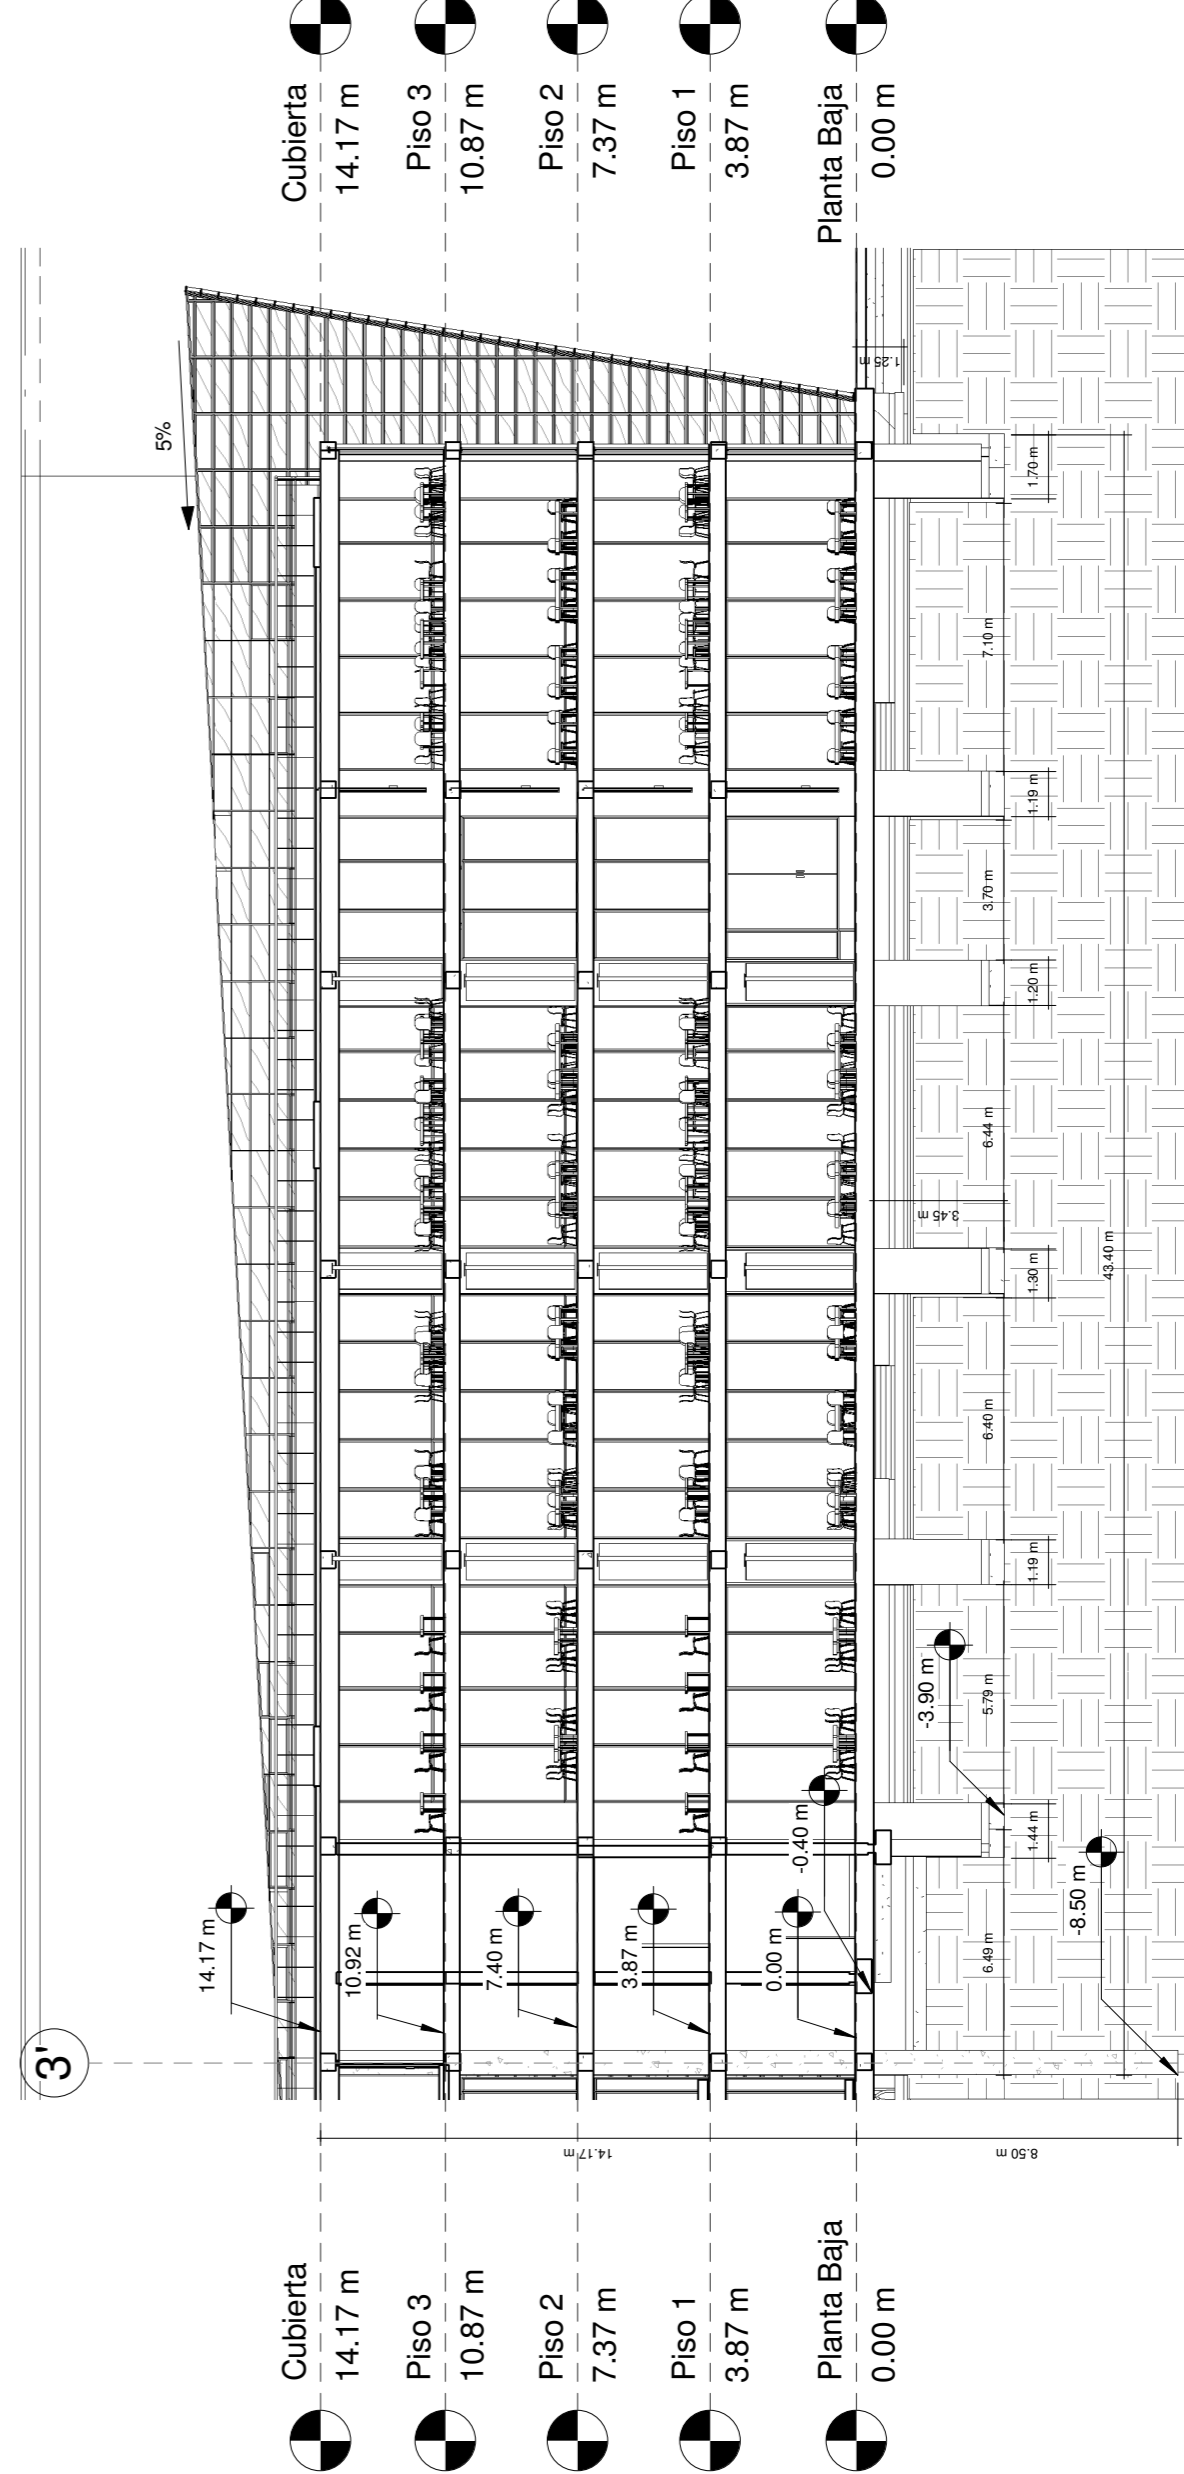 3'
Cubierta
14.17 m
Piso 3
10.87 m
Piso 2
7.37 m
Piso 1
3.87 m
Planta Baja
0.00 m
Cubierta
14.17 m
Piso 3
10.87 m
Piso 2
7.37 m
Piso 1
3.87 m
Planta Baja
0.00 m
14.17 m
8.50 m
14.17 m
10.92 m
7.40 m
3.87 m
0.00 m
-0.40 m
-3.90 m
-8.50 m
5%
1.25 m
3.45 m
6.49 m
1.44 m
5.79 m
1.19 m
6.40 m
1.30 m
6.44 m
1.20 m
3.70 m
1.19 m
7.10 m
1.70 m
43.40 m